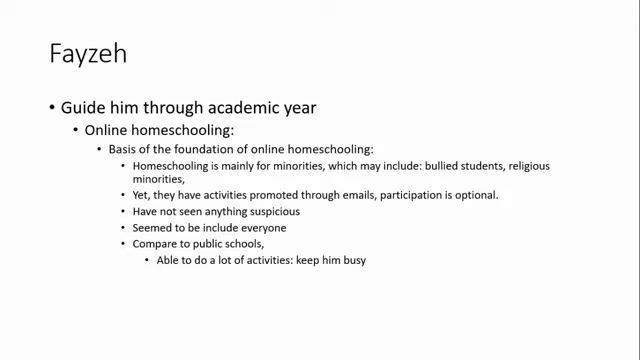 Fayzeh
• Guide him through academic year
• Online homeschooling:
• Basis of the foundation of online homeschooling:
• Homeschooling is mainly for minorities, which may include: bullied students, religious
minorities,
• Yet, they have activities promoted through emails, participation is optional.
• Have not seen anything suspicious
• Seemed to be include everyone
• Compare to public schools,
• Able to do a lot of activities: keep him busy